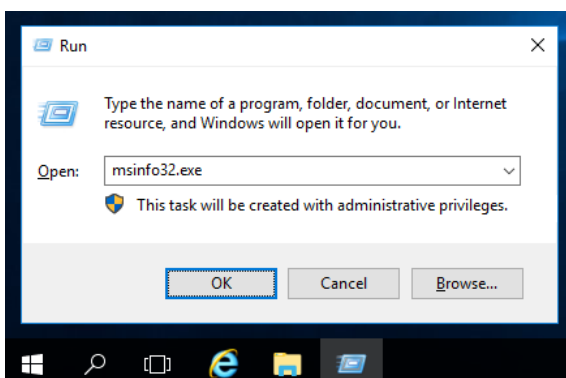 Run
Type the name of a program, folder, document, or Internet
resource, and Windows will open it for you.
Open: msinfo32.exe
This task will be created with administrative privileges.
OK Cancel Browse...